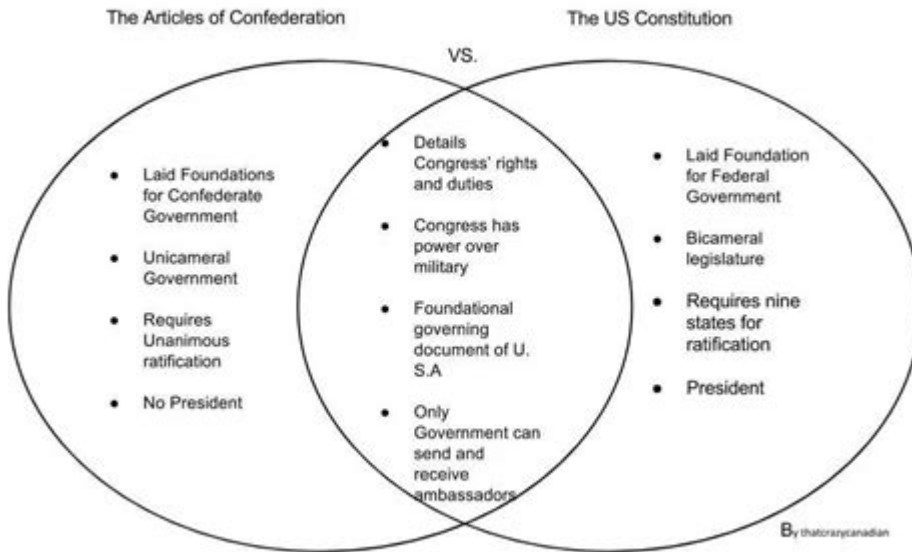 The Articles of Confederation
The US Constitution
VS.
• Laid Foundations
for Confederate
Government
• Unicameral
Government
• Requires
Unanimous
ratification
• No President
• Details
Congress' rights
and duties
• Congress has
power over
military
• Foundational
governing
document of U.
S.A
• Only
Government can
send and
receive
ambassadors
• Laid Foundation
for Federal
Government
• Bicameral
legislature
• Requires nine
states for
ratification
• President
By thatcrazycanadian